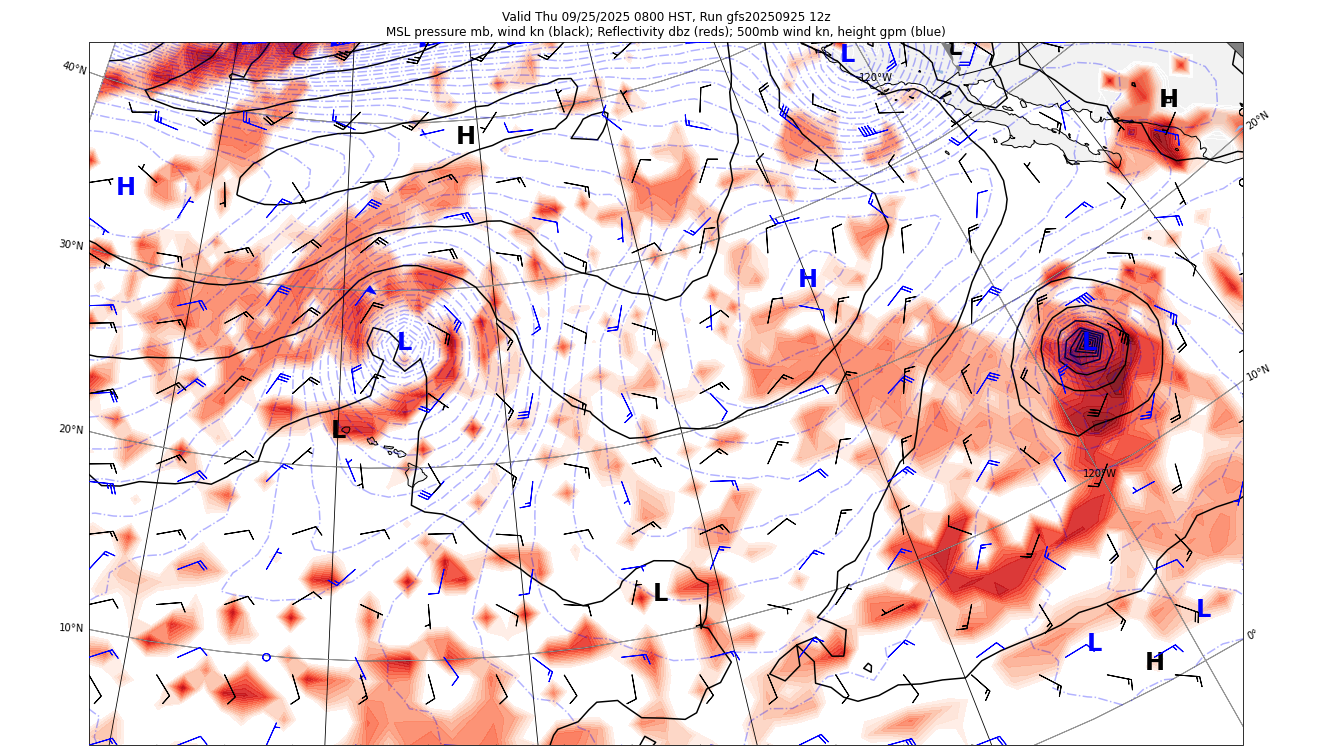 Valid Thu 09/25/2025 0800 HST, Run gfs20250925 12z
MSL pressure mb, wind kn (black); Reflectivity dbz (reds); 500mb wind kn, height gpm (blue)
L
L
40°N
120°W
H
20°N
H
H
30°N
H
L
L
10°N
20°N
L
120°W
L
L
10°N
0°
L
H